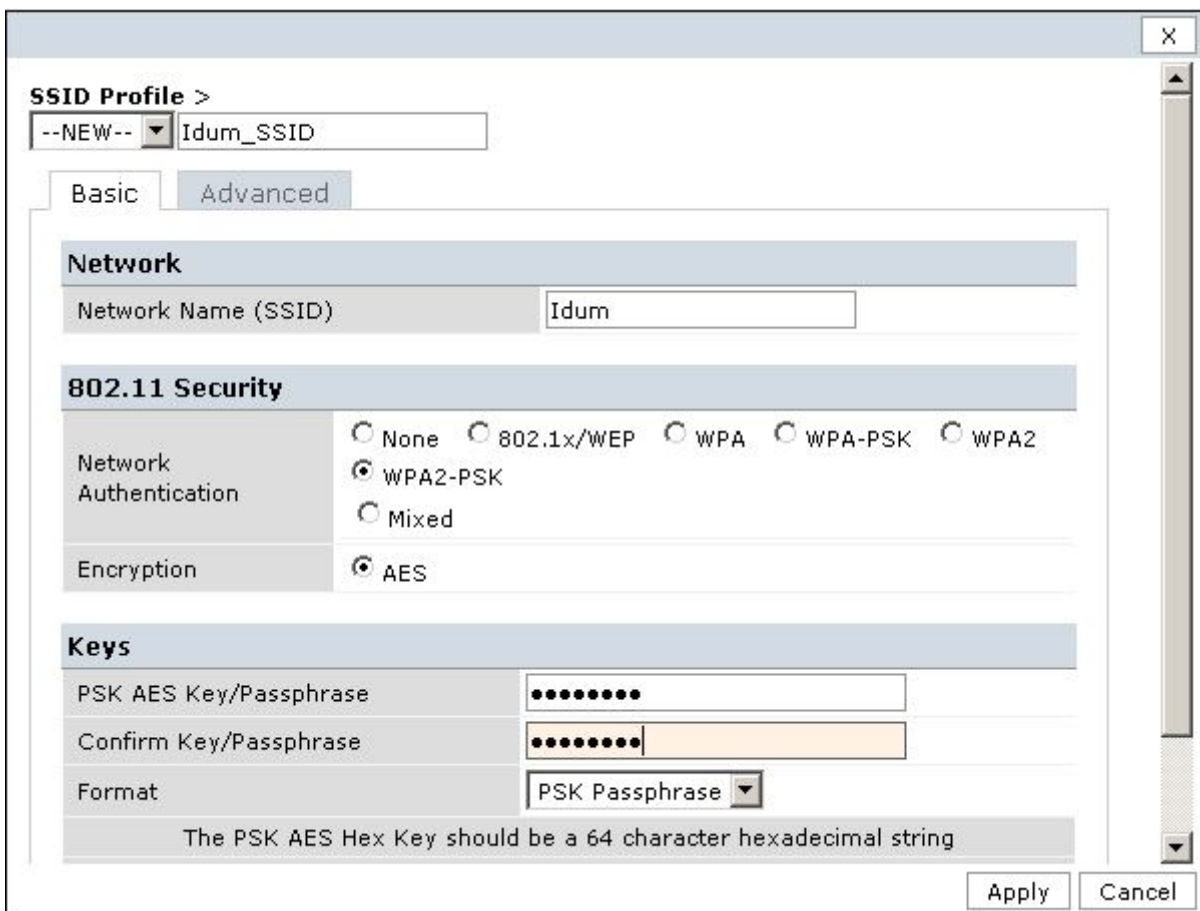 X
SSID Profile >
--NEW-- Idum_SSID
Basic Advanced
Network
Network Name (SSID) Idum
802.11 Security
Network Authentication
None 802.1x/WEP WPA WPA-PSK WPA2
WPA2-PSK
Mixed
Encryption AES
Keys
PSK AES Key/Passphrase ••••••••
Confirm Key/Passphrase ••••••••
Format PSK Passphrase
The PSK AES Hex Key should be a 64 character hexadecimal string
Apply Cancel